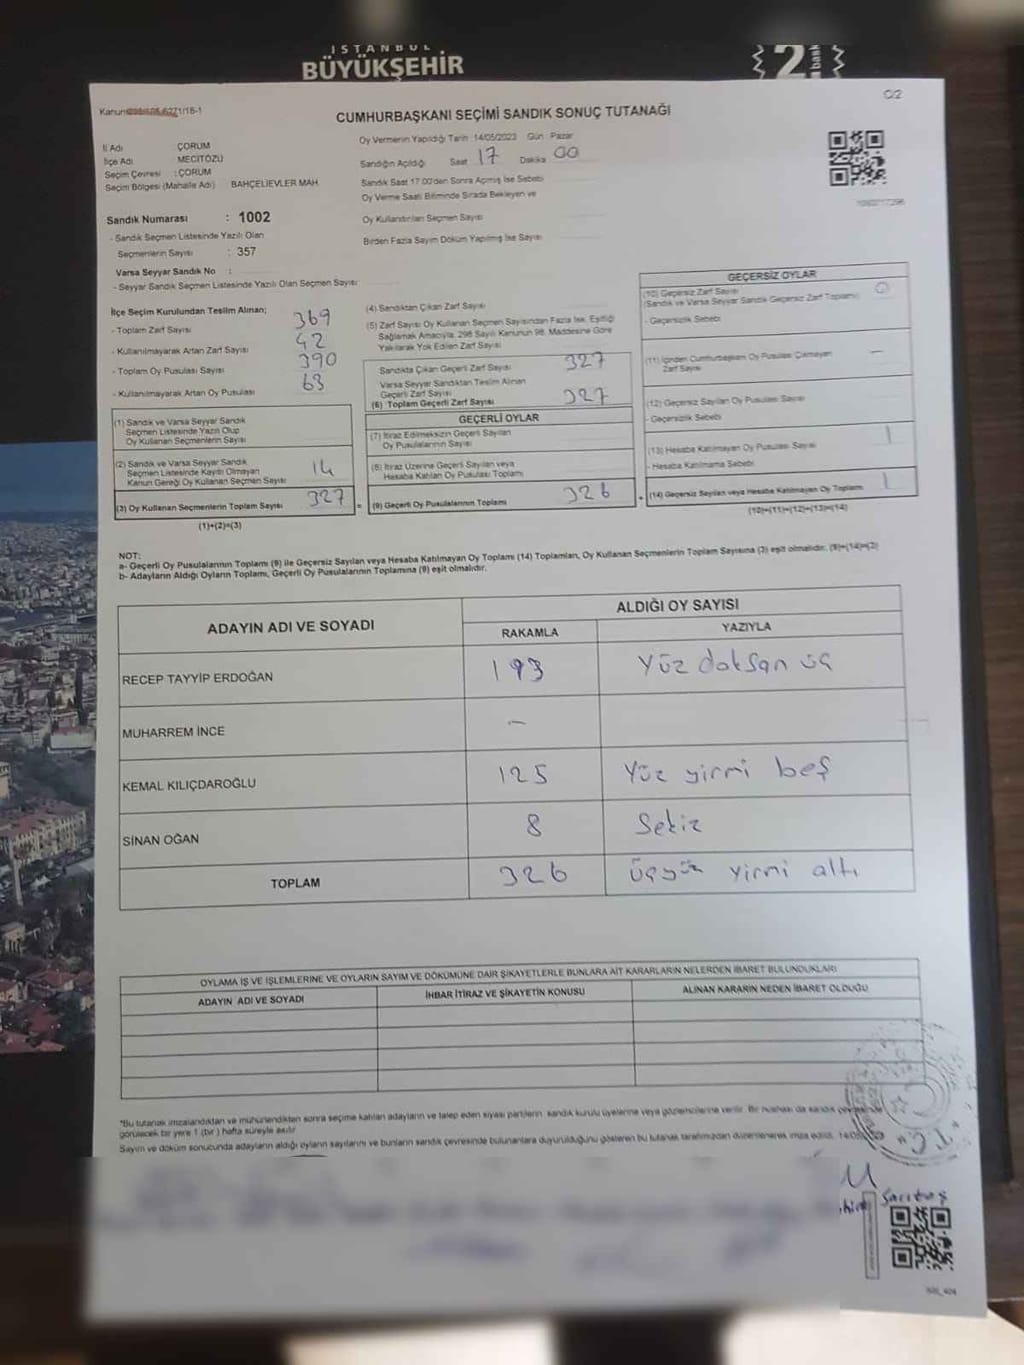 İSTANBUL
BÜYÜKŞEHİR
2.
C/2
CUMHURBAŞKANI SEÇİMİ SANDIK SONUÇ TUTANAĞI
İl Adı ÇORUM
İlçe Adı MECİTÖZÜ
Seçim Çevresi : ÇORUM
Seçim Bölgesi (Mahalle Adı) : BAHÇELİEVLER MAH.
Oy Vermenin Yapıldığı Tarih :14/05/2023 Gün : Pazar
Sandığın Açıldığı Saat 17 Dakika 00
Sandık Saat 17.00'den Sonra Açılmış İse Sebebi
Oy Verme Saati Bitiminde Sırada Bekleyen ve
Oy Kullandırılan Seçmen Sayısı
Birden Fazla Sayım Döküm Yapılmış İse Sayısı
Sandık Numarası : 1002
- Sandık Seçmen Listesinde Yazılı Olan
Seçmenlerin Sayısı : 357
Varsa Seyyar Sandık No :
- Seyyar Sandık Seçmen Listesinde Yazılı Olan Seçmen Sayısı
İlçe Seçim Kurulundan Teslim Alınan;
- Toplam Zarf Sayısı 369
- Kullanılmayarak Artan Zarf Sayısı 42
- Toplam Oy Pusulası Sayısı 390
- Kullanılmayarak Artan Oy Pusulası 63
(1) Sandık ve Varsa Seyyar Sandık
Seçmen Listesinde Yazılı Olup
Oy Kullanan Seçmenlerin Sayısı
(2) Sandık ve Varsa Seyyar Sandık
Seçmen Listesinde Kaydı Olmayan
Kanun Gereği Oy Kullanan Seçmen Sayısı 14
(3) Oy Kullanan Seçmenlerin Toplam Sayısı 327
(1)+(2)=(3)
(4) Sandıktan Çıkan Zarf Sayısı
(5) Zarf Sayısı Oy Kullanan Seçmen Sayısından Fazla İse, Eşitliği
Sağlamak Amacıyla, 298 Sayılı Kanunun 98. Maddesine Göre
Yakılarak Yok Edilen Zarf Sayısı
Sandıkta Çıkan Geçerli Zarf Sayısı 327
Varsa Seyyar Sandıktan Teslim Alınan
Geçerli Zarf Sayısı
(6) Toplam Geçerli Zarf Sayısı 327
GEÇERLİ OYLAR
(7) İtiraz Edilmeksizin Geçerli Sayılan
Oy Pusulalarının Sayısı
(8) İtiraz Üzerine Geçerli Sayılan veya
Hesaba Katılan Oy Pusulası Toplamı
(9) Geçerli Oy Pusulalarının Toplamı 326
GEÇERSİZ OYLAR
(10) Geçersiz Zarf Sayısı 0
(Sandık ve Varsa Seyyar Sandık Geçersiz Zarf Toplamı)
- Geçersizlik Sebebi
(11) İçinden Cumhurbaşkanı Oy Pusulası Çıkmayan —
Zarf Sayısı
(12) Geçersiz Sayılan Oy Pusulası Sayısı
- Geçersizlik Sebebi
(13) Hesaba Katılmayan Oy Pusulası Sayısı 1
- Hesaba Katılmama Sebebi
(14) Geçersiz Sayılan veya Hesaba Katılmayan Oy Toplamı 1
(10)+(11)+(12)+(13)=(14)
NOT:
a- Geçerli Oy Pusulalarının Toplamı (9) ile Geçersiz Sayılan veya Hesaba Katılmayan Oy Toplamı (14) Toplamları, Oy Kullanan Seçmenlerin Toplam Sayısına (3) eşit olmalıdır. (9)+(14)=(3)
b- Adayların Aldığı Oyların Toplamı, Geçerli Oy Pusulalarının Toplamına (9) eşit olmalıdır.
ADAYIN ADI VE SOYADI
ALDIĞI OY SAYISI
RAKAMLA YAZIYLA
RECEP TAYYİP ERDOĞAN 193 Yüz doksan üç
MUHARREM İNCE —
KEMAL KILIÇDAROĞLU 125 Yüz yirmi beş
SİNAN OĞAN 8 Sekiz
TOPLAM 326 üçyüz yirmi altı
OYLAMA İŞ VE İŞLEMLERİNE VE OYLARIN SAYIM VE DÖKÜMÜNE DAİR ŞİKAYETLERLE BUNLARA AİT KARARLARIN NELERDEN İBARET BULUNDUKLARI
ADAYIN ADI VE SOYADI İHBAR İTİRAZ VE ŞİKAYETİN KONUSU ALINAN KARARIN NEDEN İBARET OLDUĞU
*Bu tutanak imzalandıktan ve mühürlendikten sonra seçime katılan adayların ve talep eden siyasi partilerin sandık kurulu üyelerine veya gözlemcilerine verilir. Bir nüshası da sandık çevresinde
görülecek bir yere 1 (bir) hafta süreyle asılır.
Sayım ve döküm sonucunda adayların aldığı oyların sayılarını ve bunların sandık çevresinde bulunanlara duyurulduğunu gösteren bu tutanak tarafımızdan düzenlenerek imza edildi.
T.C.
Sarıtaş